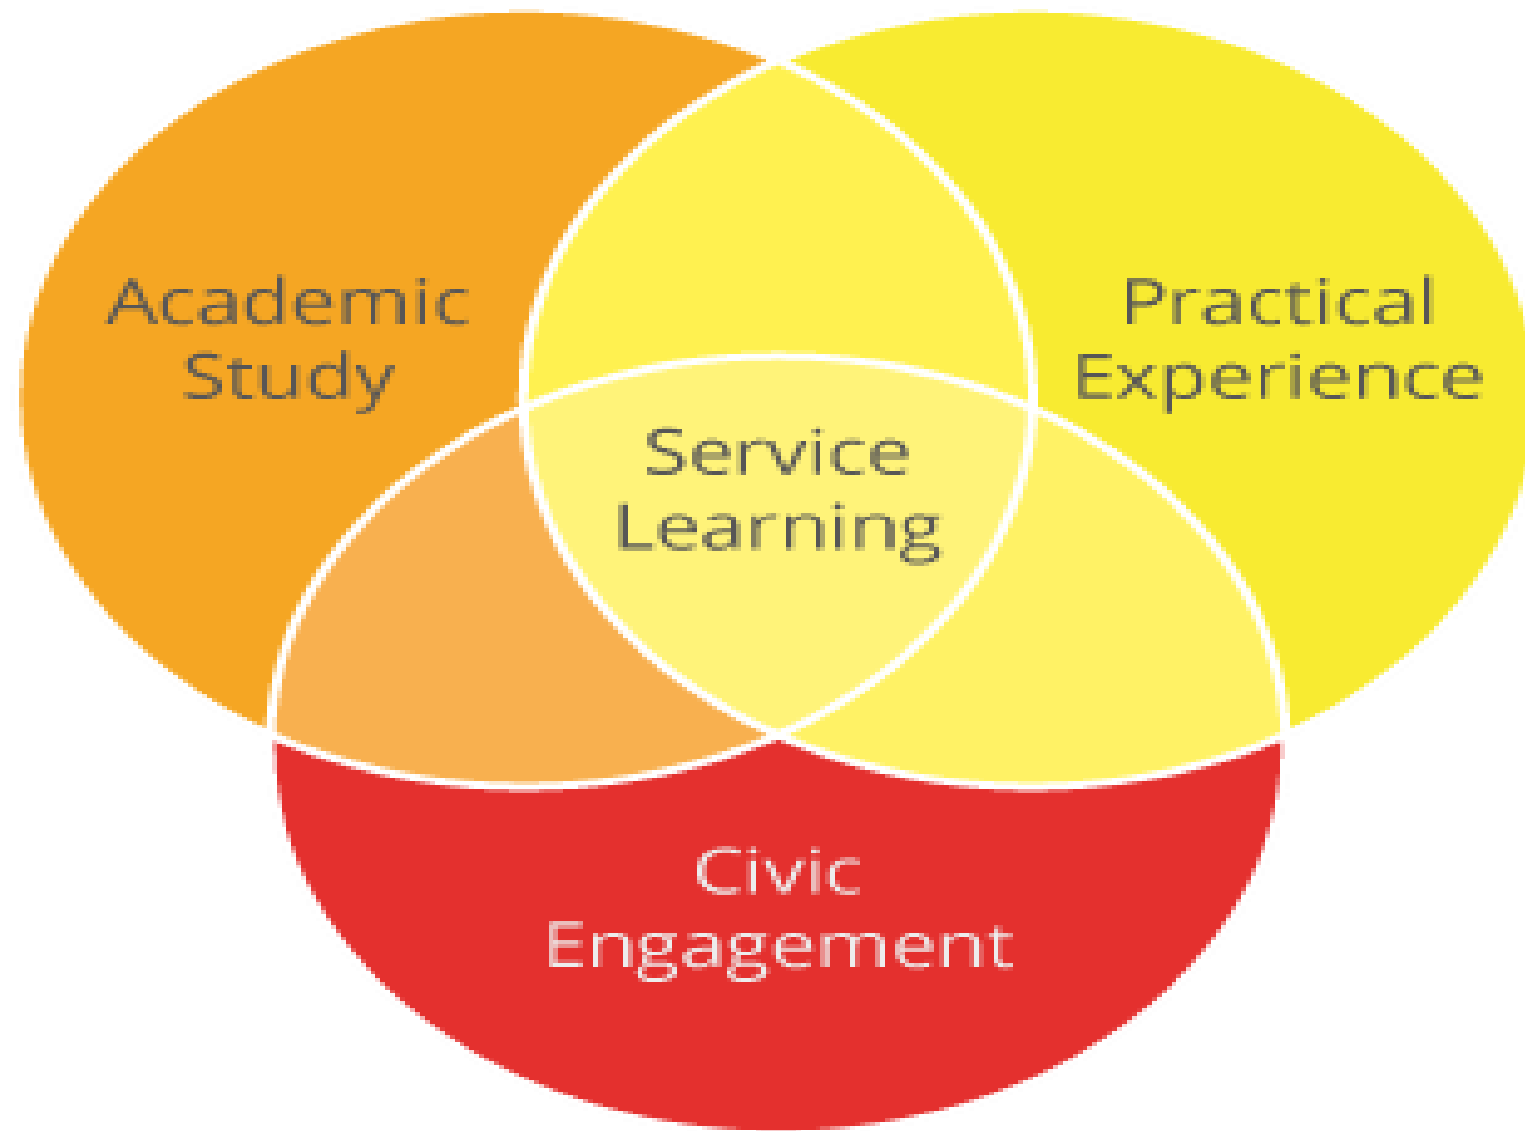 Academic
Study
Practical
Experience
Service
Learning
Civic
Engagement